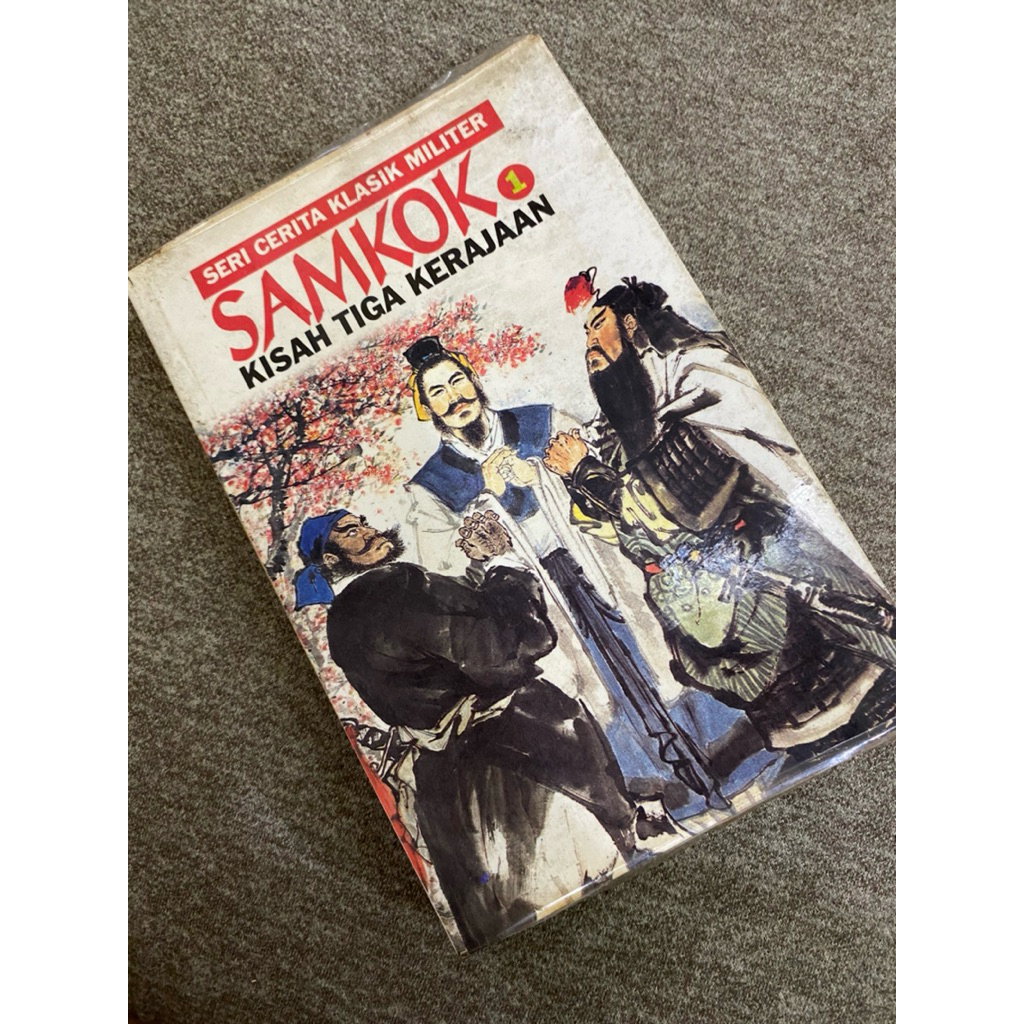 SERI CERITA KLASIK MILITER
SAMKOK 1
KISAH TIGA KERAJAAN